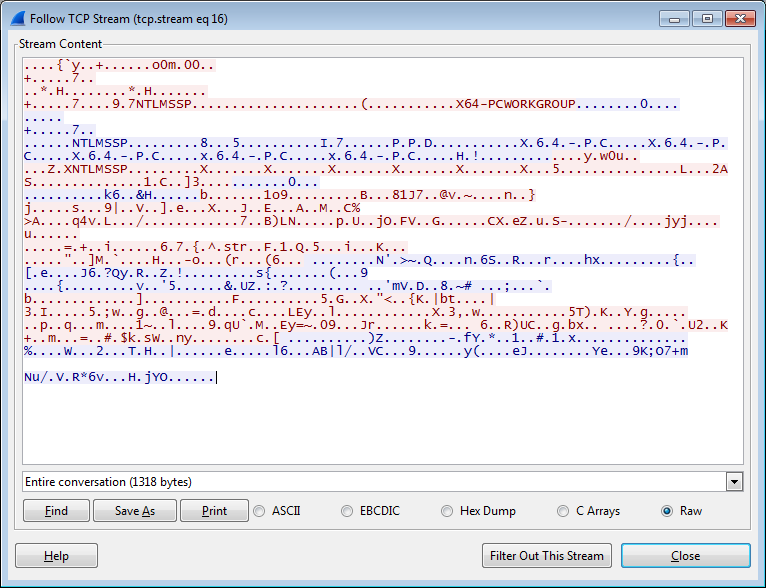 Follow TCP Stream (tcp.stream eq 16)
Stream Content
....{`y..+......oOm.OO..
+.....7..
..*.H.......*.H.......
+.....7....9.7NTLMSSP.....................(...........X64-PCWORKGROUP........0....
......
+.....7..
......NTLMSSP.........8...5..........I.7......P.P.D...........X.6.4.-.P.C.....X.6.4.-.P.
C.....X.6.4.-.P.C.....x.6.4.-.P.C.....x.6.4.-.P.C.....H.!.............y.wOu..
...Z.XNTLMSSP.........X.......X.......X.......X.......X.......X...5...............L...2A
S..............1.C..]3...........0...
..........k6..&H......b.......1o9.........B...81J7..@v.~....n..}
j.....s...9|..V..].e...X...J..E...A..M..C%
>A....q4v.L.../............7..B)LN.....p.U..jO.FV..G......CX.eZ.u.S-......./....jyj....
u......
.....=.+..i......6.7.{.^.str..F.1.Q.5...i...K...
....."..]M.`....H...-o...(r...(6... .........N'.>~.Q....n.6S..R...r....hx.........{..
[.e....J6.?Qy.R..Z.!..........s{.......(...9
....{.........v..'5......&.UZ.:.?......... ..'mV.D..8.~# ...;...`.
b..............]............F...........5.G..X."<..{K.|bt....|
3.I.....5.;w..g..@...=.d....c....LEy..l.............X.3,.w...........5T).K..Y.g.....
..p..q...m....i~..l....9.qU`.M..Ey=~.O9...Jr......k.=...6..R)UC..g.bx.......?.O.`.U2..K
+..m...=..#.$k.sW..ny.........c.[ ...........)Z........-.fY.*..1..#.1.x.............
%....W...2...T.H..|......e.....l6...AB|l/..VC...9......y(....eJ........Ye...9K;O7+m
Nu/.V.R*6v...H.jYO......
Entire conversation (1318 bytes)
Find
Save As
Print
ASCII
EBCDIC
Hex Dump
C Arrays
Raw
Help
Filter Out This Stream
Close